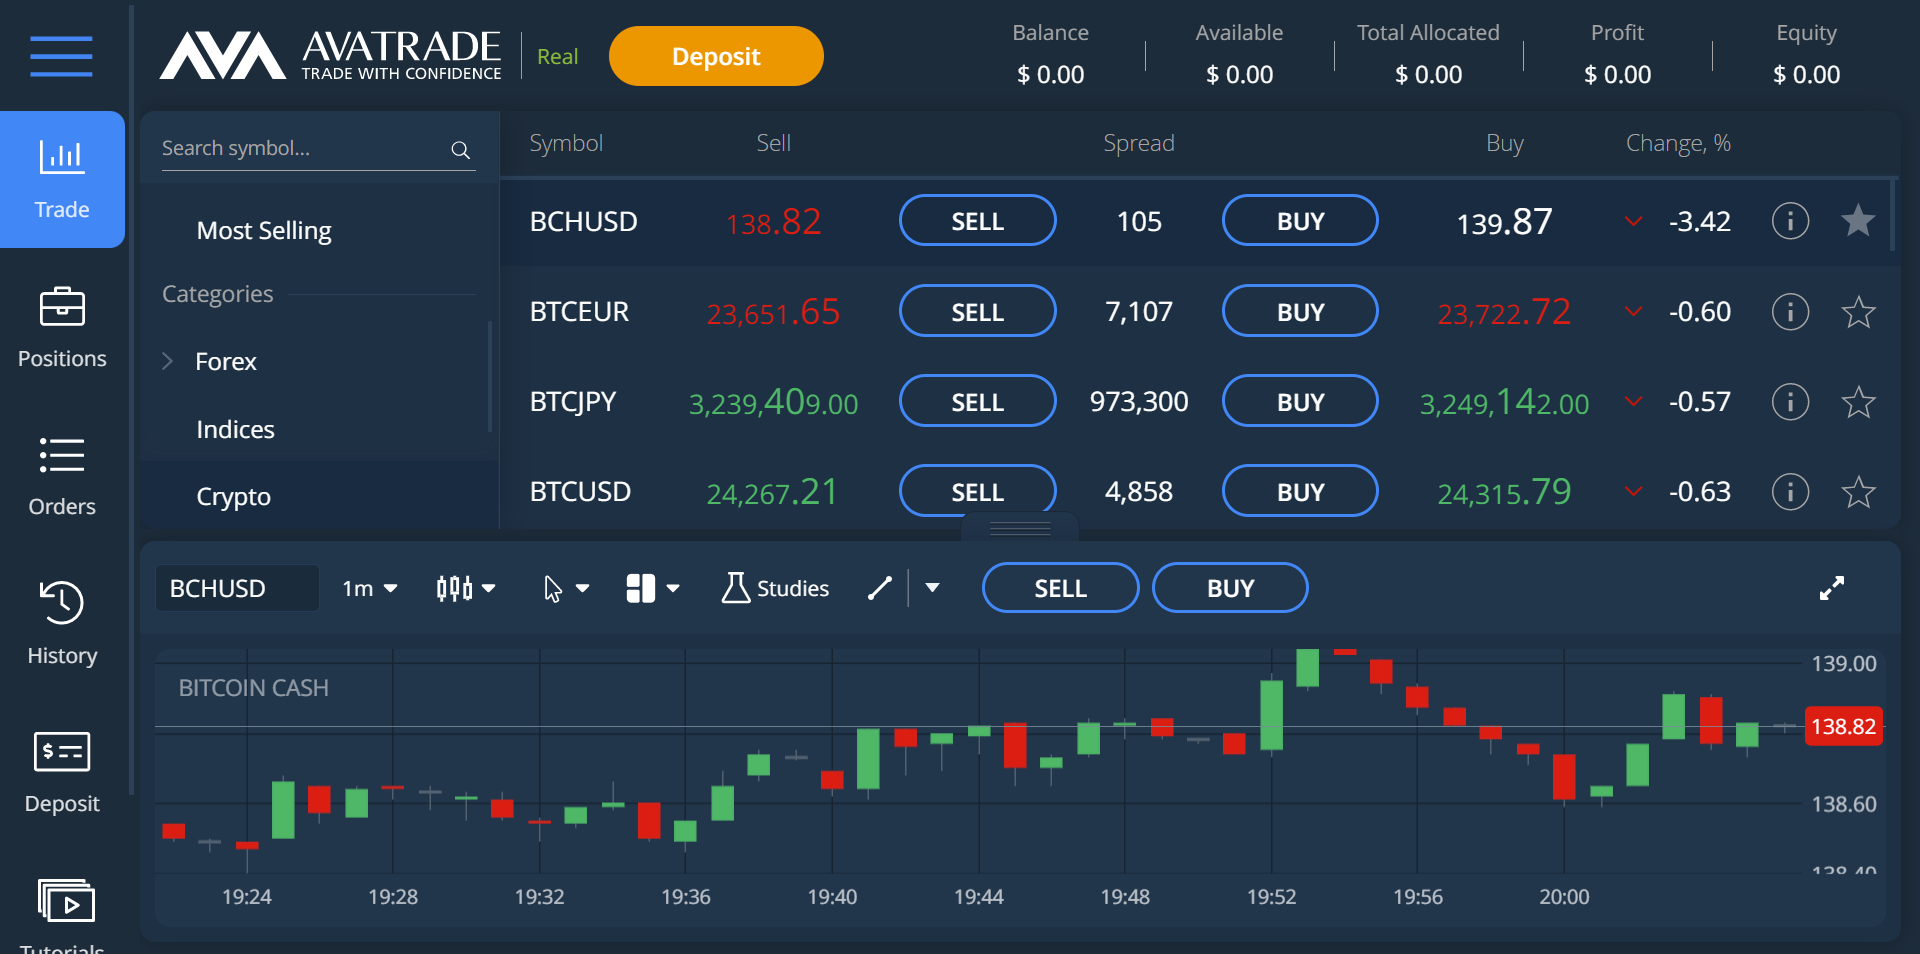 AVATRADE
TRADE WITH CONFIDENCE
Real
Deposit
Balance
$ 0.00
Available
$ 0.00
Total Allocated
$ 0.00
Profit
$ 0.00
Equity
$ 0.00
Trade
Positions
Orders
History
$
Deposit
Tutorials
Search symbol...
Most Selling
Categories
Forex
Indices
Crypto
Symbol Sell Spread Buy Change, %
BCHUSD 138.82 SELL 105 BUY 139.87 -3.42
BTCEUR 23,651.65 SELL 7,107 BUY 23,722.72 -0.60
BTCJPY 3,239,409.00 SELL 973,300 BUY 3,249,142.00 -0.57
BTCUSD 24,267.21 SELL 4,858 BUY 24,315.79 -0.63
BCHUSD 1m Studies SELL BUY
BITCOIN CASH
139.00
138.82
138.60
138.40
19:24 19:28 19:32 19:36 19:40 19:44 19:48 19:52 19:56 20:00